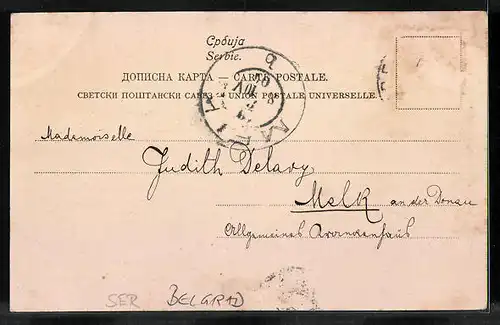 Србија
Serbie.
ДОПИСНА КАРТА — CARTE POSTALE.
СВЕТСКИ ПОШТАНСКИ САВЕЗ — UNION POSTALE UNIVERSELLE.
Mademoiselle
Judith Delavy
Melk an der Donau
Allgemeines Krankenhaus
SER BELGRAD